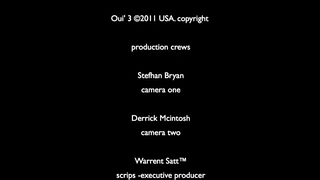 Oui' 3 ©2011 USA. copyright
production crews
Stefhan Bryan
camera one
Derrick Mcintosh
camera two
Warrent Satt™
scrips -executive producer